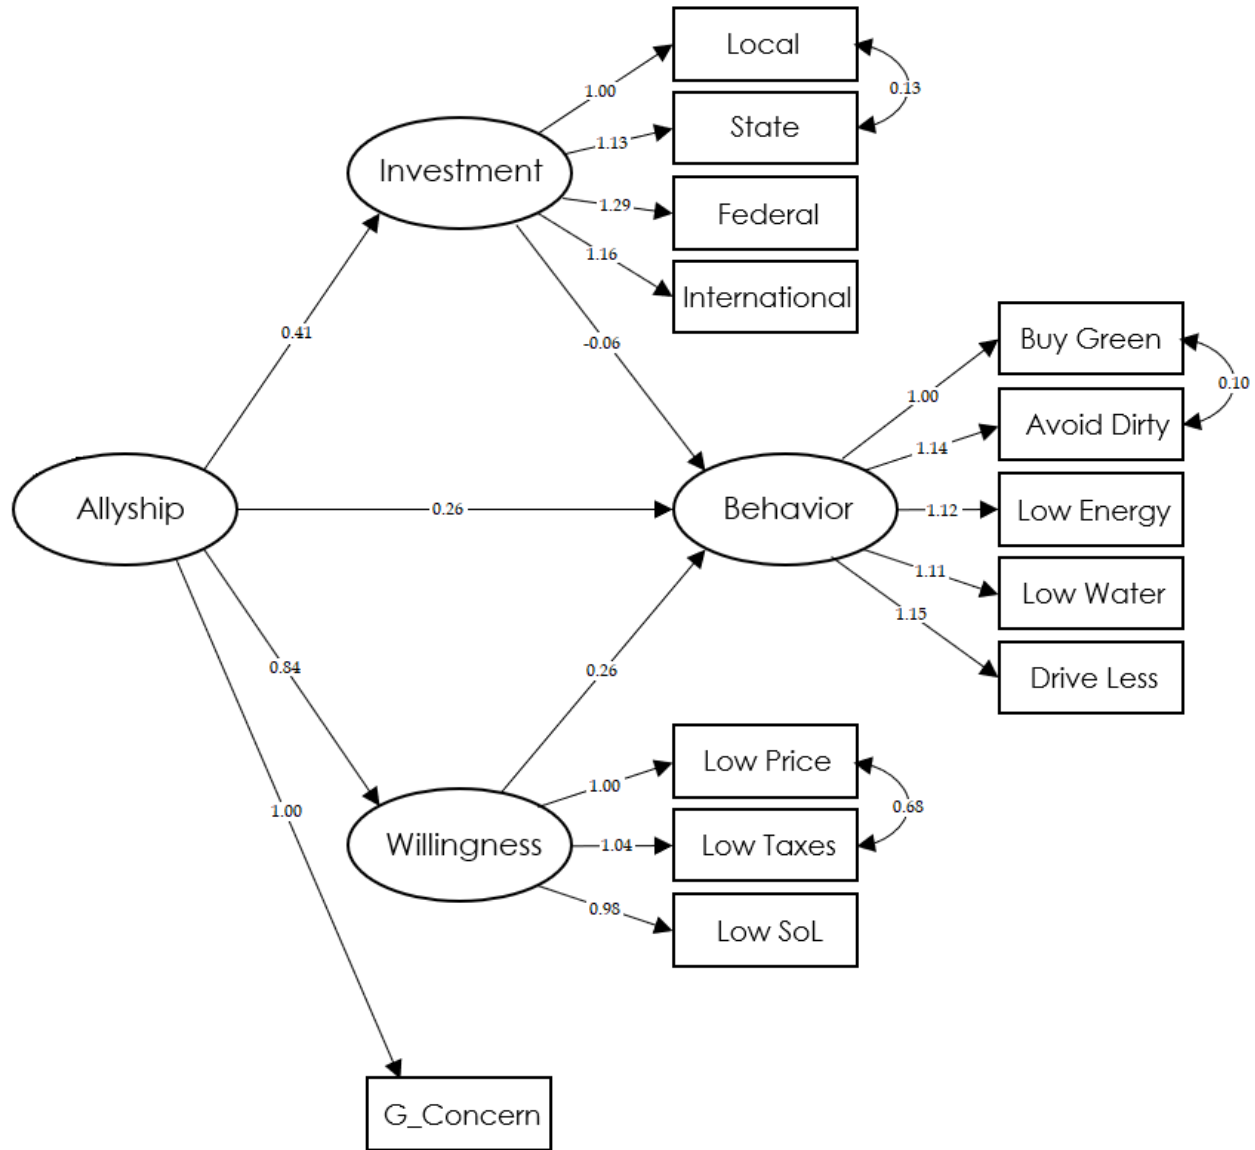 Local
1.00
0.13
State
1.13
Investment
1.29
Federal
1.16
International
0.41
-0.06
Buy Green
1.00
0.10
Avoid Dirty
1.14
Allyship
0.26
Behavior
1.12
Low Energy
1.11
Low Water
1.15
0.84
0.26
Drive Less
Low Price
1.00
0.68
1.00
Willingness
1.04
Low Taxes
0.98
Low SoL
G_Concern